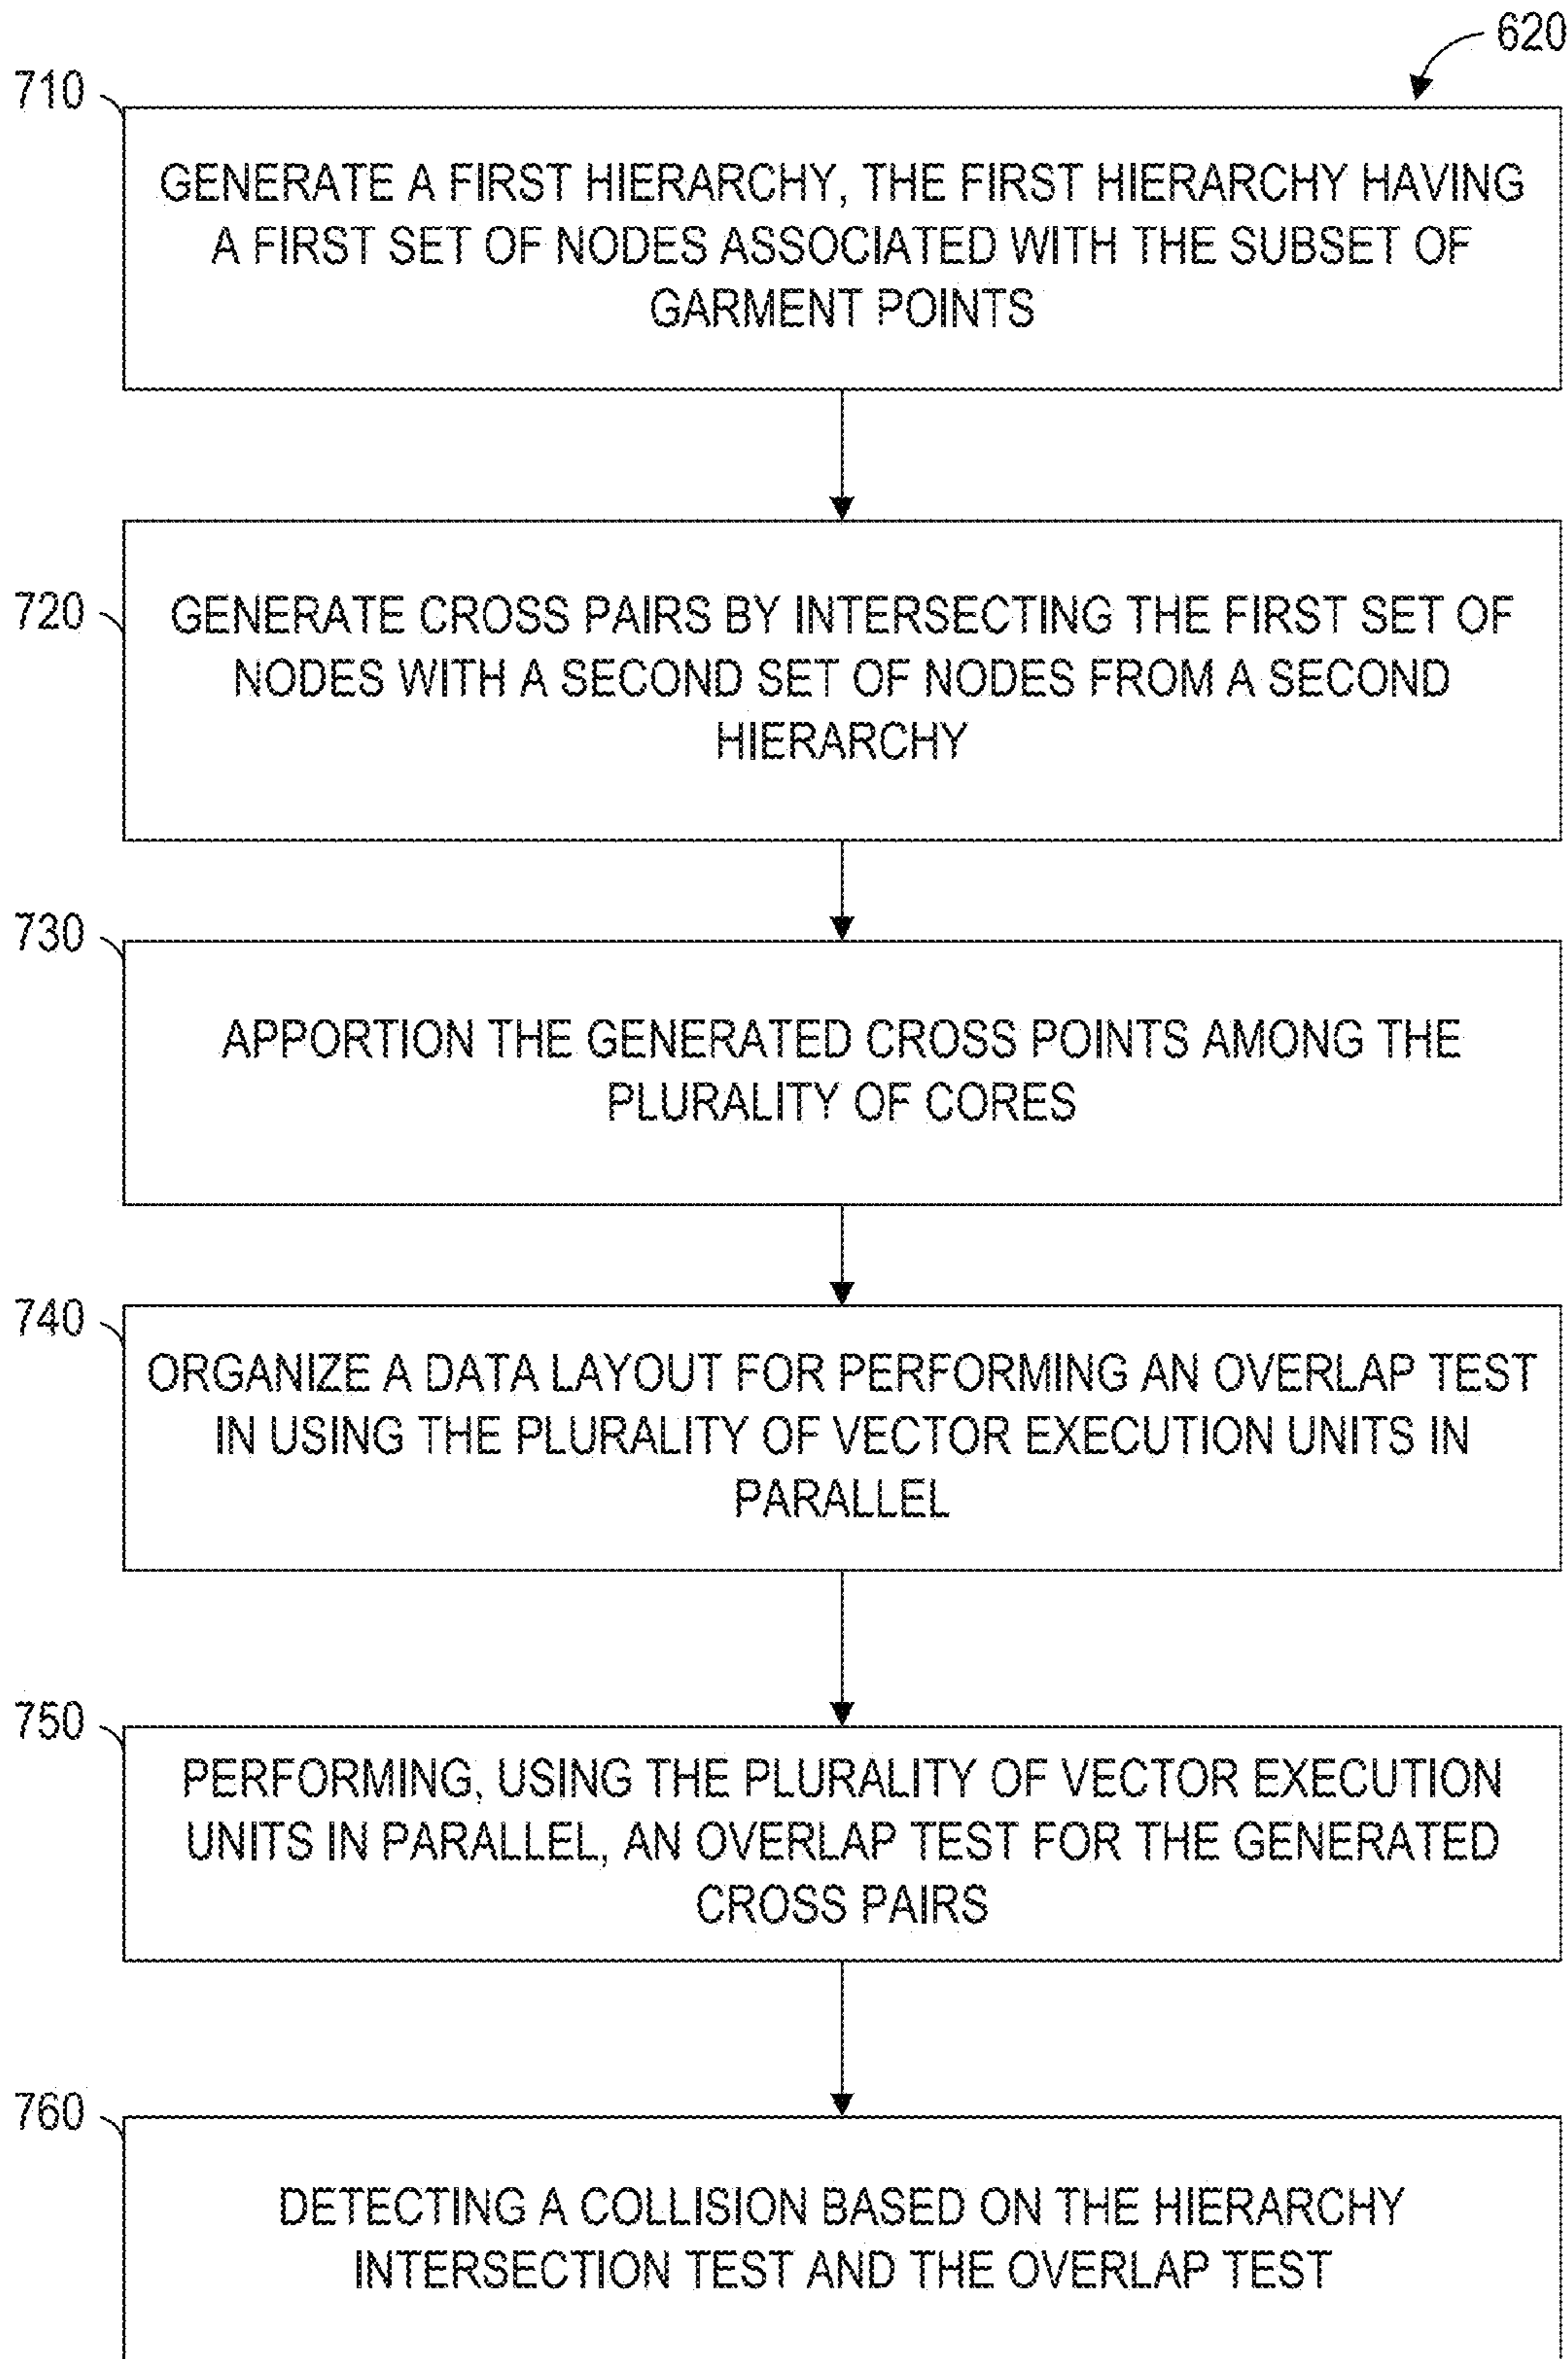 620
710
GENERATE A FIRST HIERARCHY, THE FIRST HIERARCHY HAVING
A FIRST SET OF NODES ASSOCIATED WITH THE SUBSET OF
GARMENT POINTS
720
GENERATE CROSS PAIRS BY INTERSECTING THE FIRST SET OF
NODES WITH A SECOND SET OF NODES FROM A SECOND
HIERARCHY
730
APPORTION THE GENERATED CROSS POINTS AMONG THE
PLURALITY OF CORES
740
ORGANIZE A DATA LAYOUT FOR PERFORMING AN OVERLAP TEST
IN USING THE PLURALITY OF VECTOR EXECUTION UNITS IN
PARALLEL
750
PERFORMING, USING THE PLURALITY OF VECTOR EXECUTION
UNITS IN PARALLEL, AN OVERLAP TEST FOR THE GENERATED
CROSS PAIRS
760
DETECTING A COLLISION BASED ON THE HIERARCHY
INTERSECTION TEST AND THE OVERLAP TEST